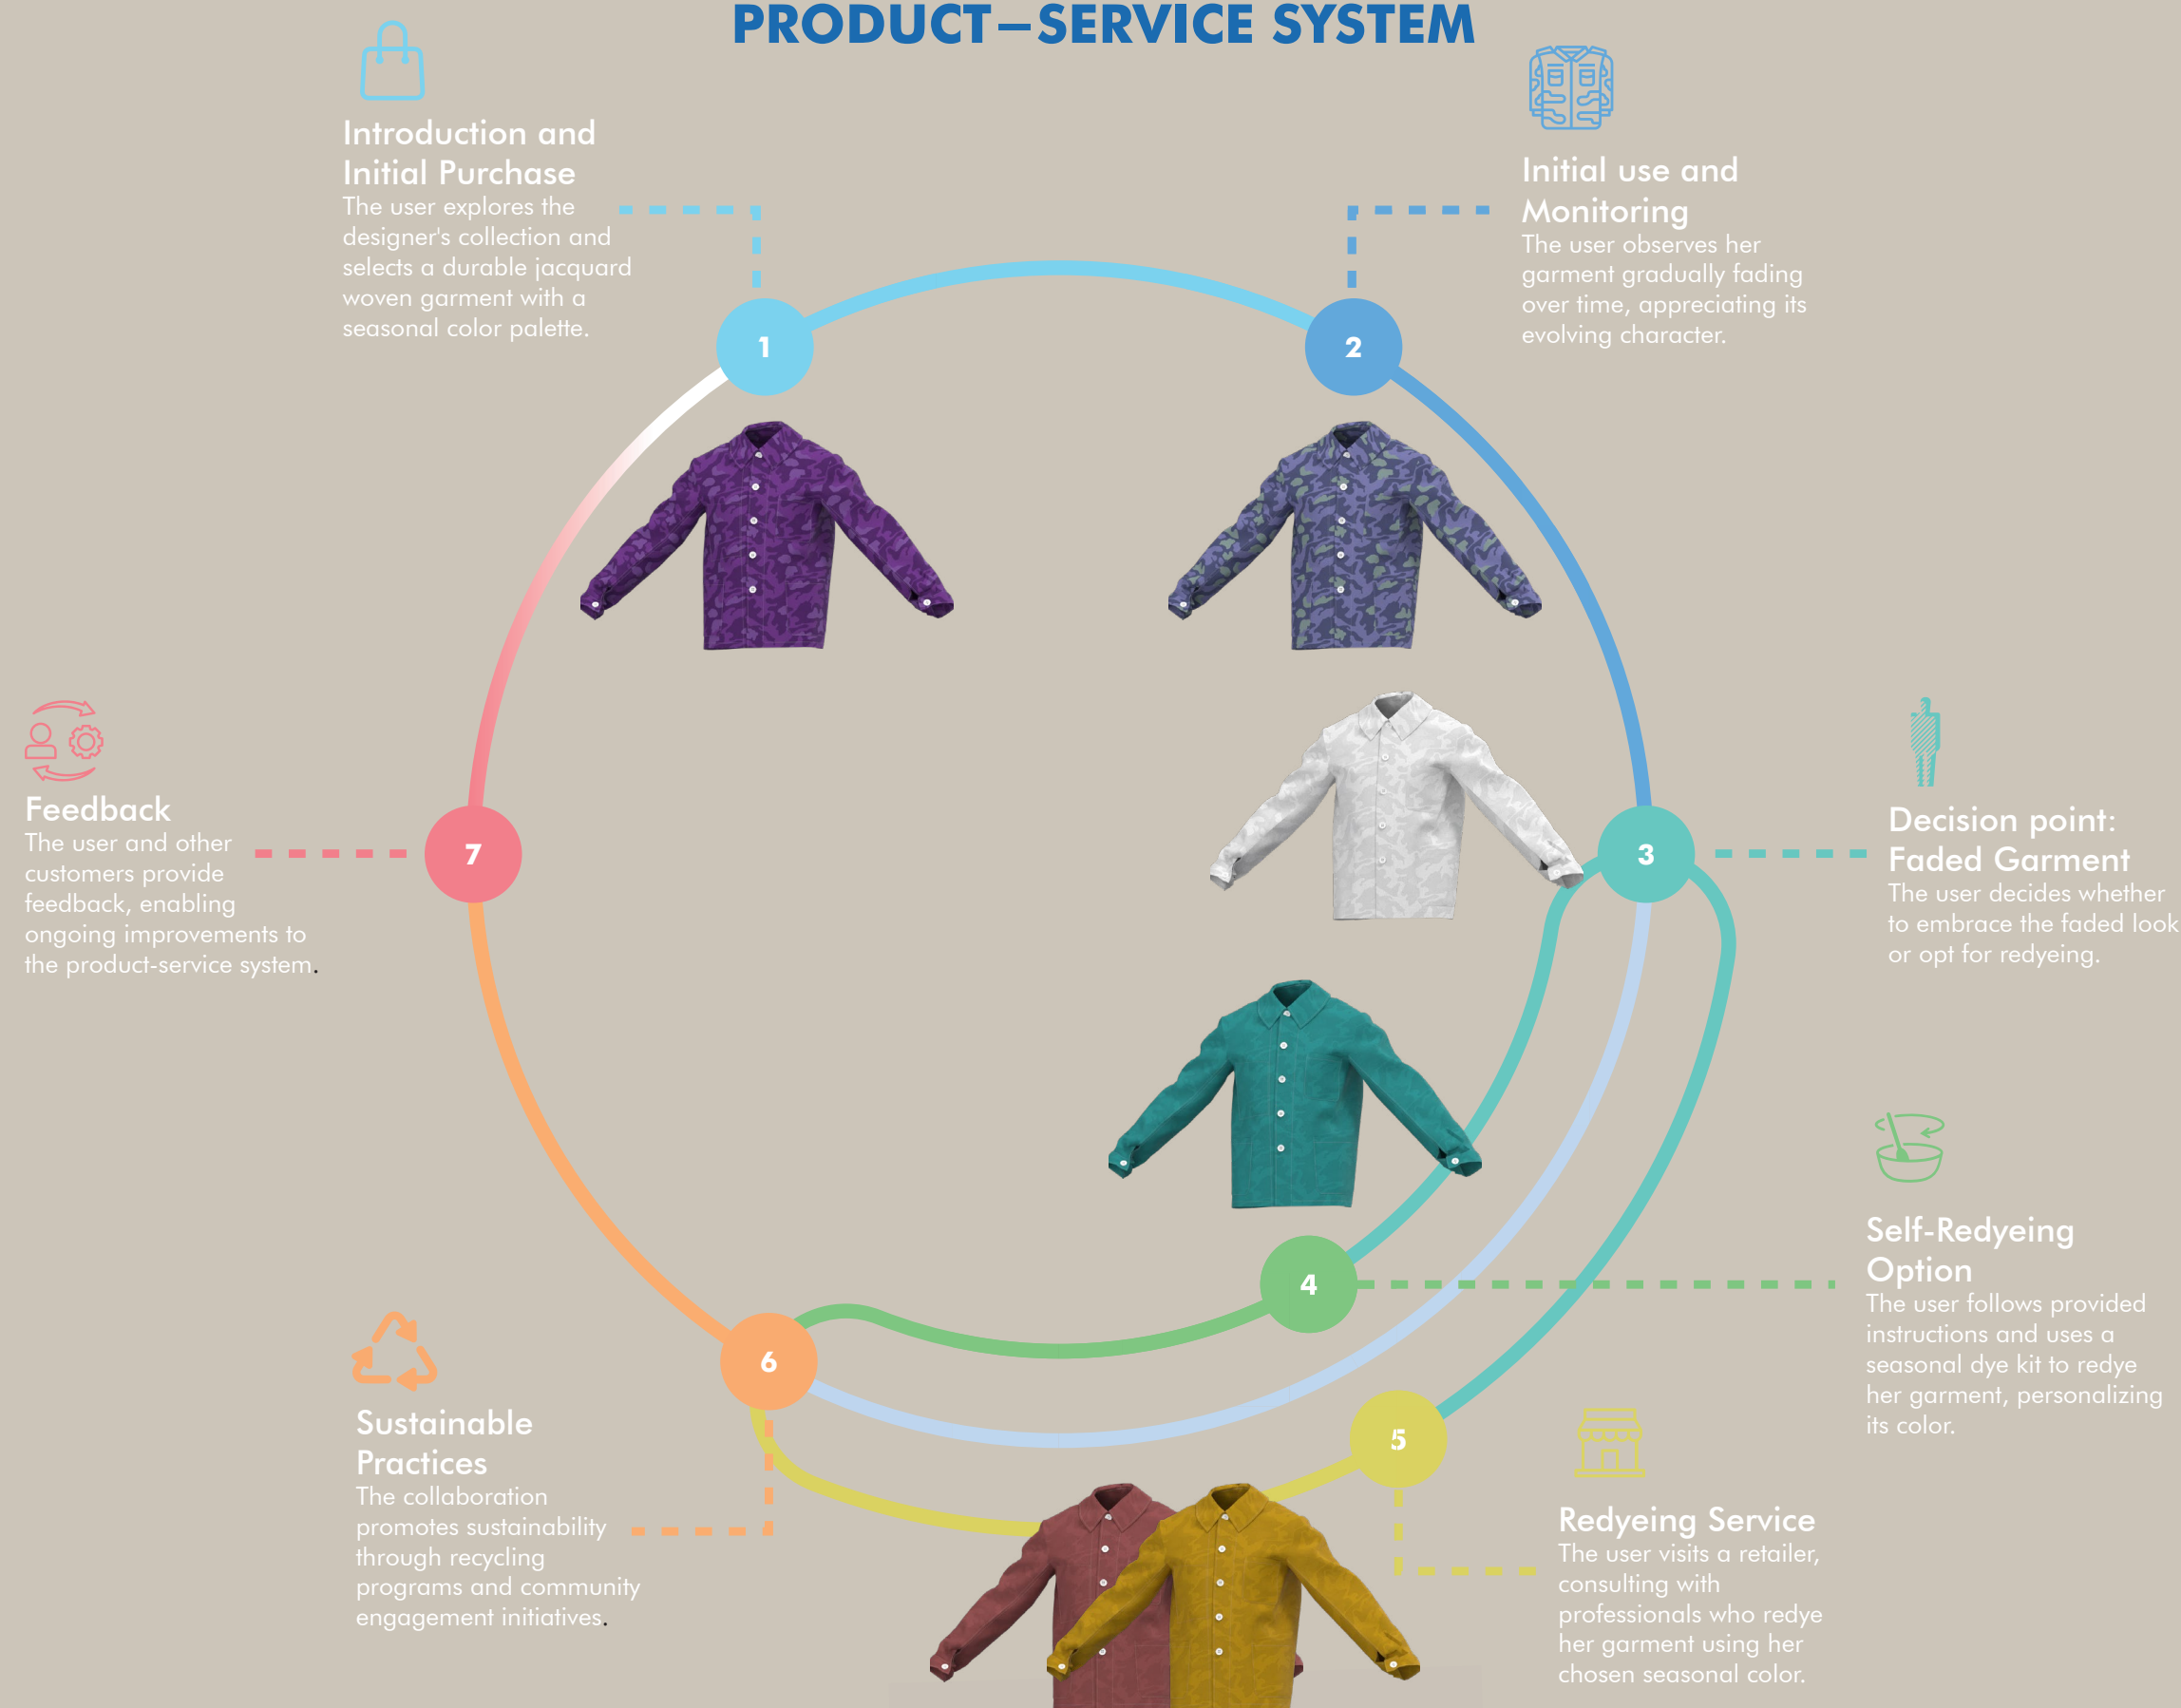 PRODUCT—SERVICE SYSTEM
Introduction and
Initial Purchase
The user explores the
designer's collection and
selects a durable jacquard
woven garment with a
seasonal color palette.
Initial use and
Monitoring
The user observes her
garment gradually fading
over time, appreciating its
evolving character.
1
2
Feedback
The user and other
customers provide
feedback, enabling
ongoing improvements to
the product-service system.
7
3
Decision point:
Faded Garment
The user decides whether
to embrace the faded look
or opt for redyeing.
4
Self-Redyeing
Option
The user follows provided
instructions and uses a
seasonal dye kit to redye
her garment, personalizing
its color.
6
Sustainable
Practices
The collaboration
promotes sustainability
through recycling
programs and community
engagement initiatives.
5
Redyeing Service
The user visits a retailer,
consulting with
professionals who redye
her garment using her
chosen seasonal color.